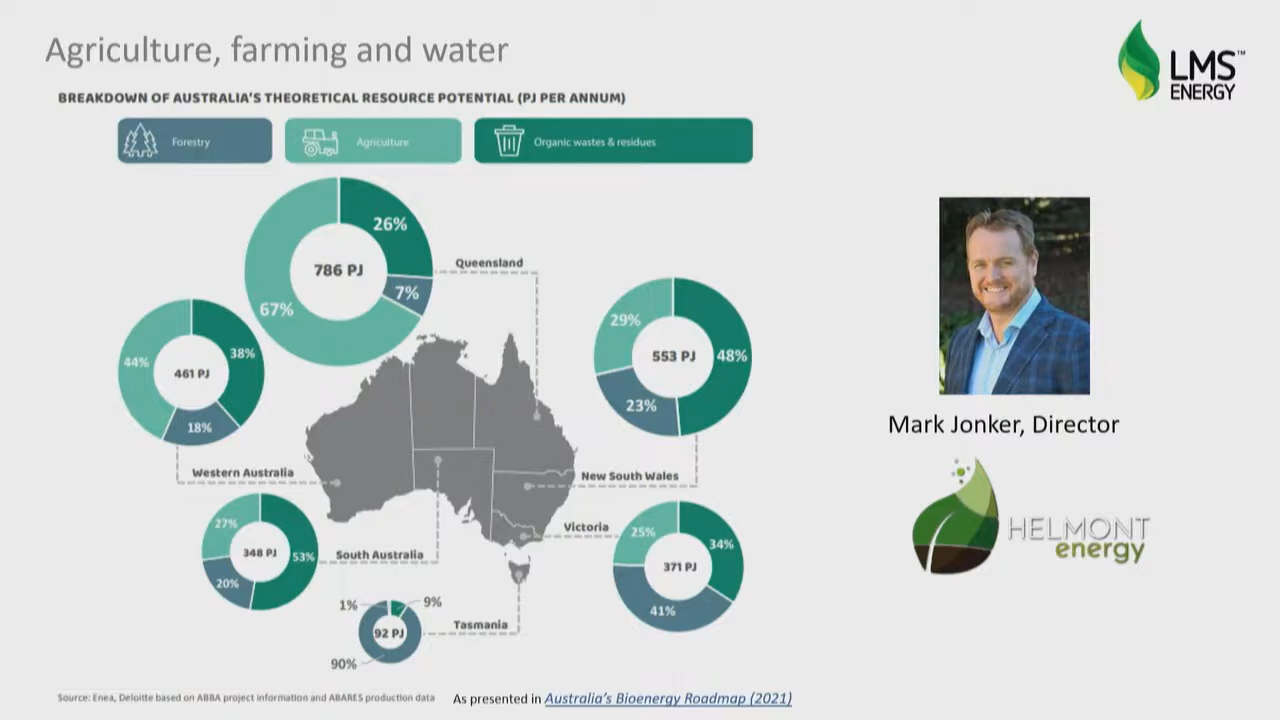 Agriculture, farming and water
LMS™
ENERGY
BREAKDOWN OF AUSTRALIA'S THEORETICAL RESOURCE POTENTIAL (PJ PER ANNUM)
Forestry
Agriculture
Organic wastes & residues
26%
7%
67%
786 PJ
Queensland
38%
18%
44%
461 PJ
Western Australia
48%
23%
29%
553 PJ
New South Wales
53%
20%
27%
348 PJ
South Australia
34%
41%
25%
371 PJ
Victoria
1%
9%
90%
92 PJ
Tasmania
Mark Jonker, Director
HELMONT
energy
Source: Enea, Deloitte based on ABBA project information and ABARES production data
As presented in Australia's Bioenergy Roadmap (2021)